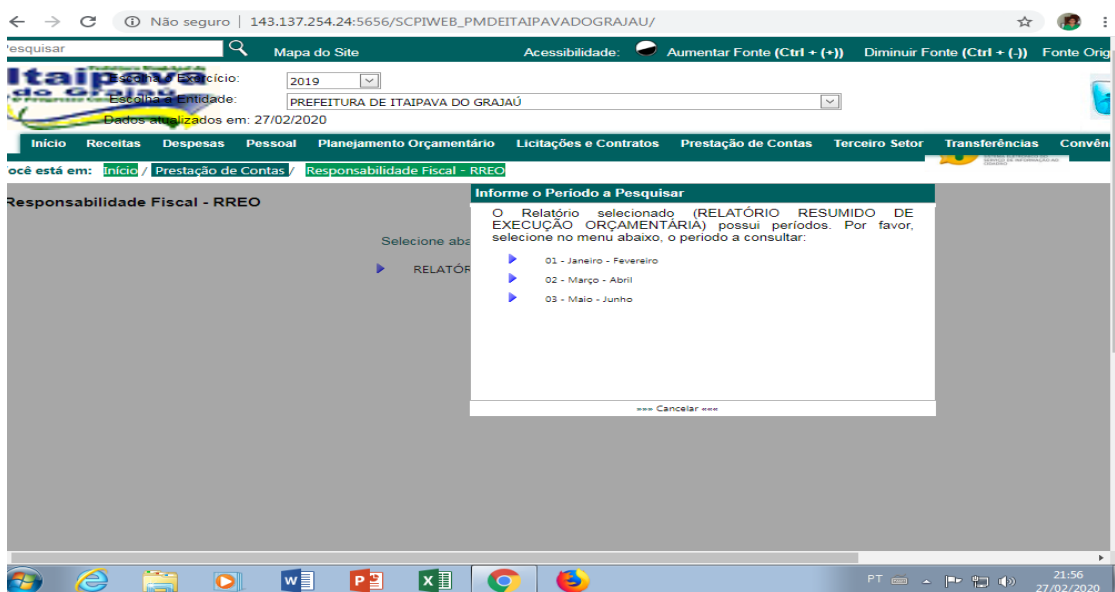 Não seguro | 143.137.254.24:5656/SCPIWEB_PMDEITAIPAVADOGRAJAU/
esquisar
Mapa do Site
Acessibilidade:
Aumentar Fonte (Ctrl + (+))
Diminuir Fonte (Ctrl + (-))
Fonte Orig
Itaipava
do Grajaú
Escolha o Exercício:
2019
Escolha a Entidade:
PREFEITURA DE ITAIPAVA DO GRAJAÚ
Dados atualizados em: 27/02/2020
Início Receitas Despesas Pessoal Planejamento Orçamentário Licitações e Contratos Prestação de Contas Terceiro Setor Transferências Convên
ocê está em: Início / Prestação de Contas / Responsabilidade Fiscal - RREO
Responsabilidade Fiscal - RREO
Selecione aba
RELATÓR
Informe o Periodo a Pesquisar
O Relatório selecionado (RELATÓRIO RESUMIDO DE
EXECUÇÃO ORÇAMENTÁRIA) possui períodos. Por favor,
selecione no menu abaixo, o periodo a consultar:
01 - Janeiro - Fevereiro
02 - Março - Abril
03 - Maio - Junho
»»» Cancelar «««
PT
21:56
27/02/2020